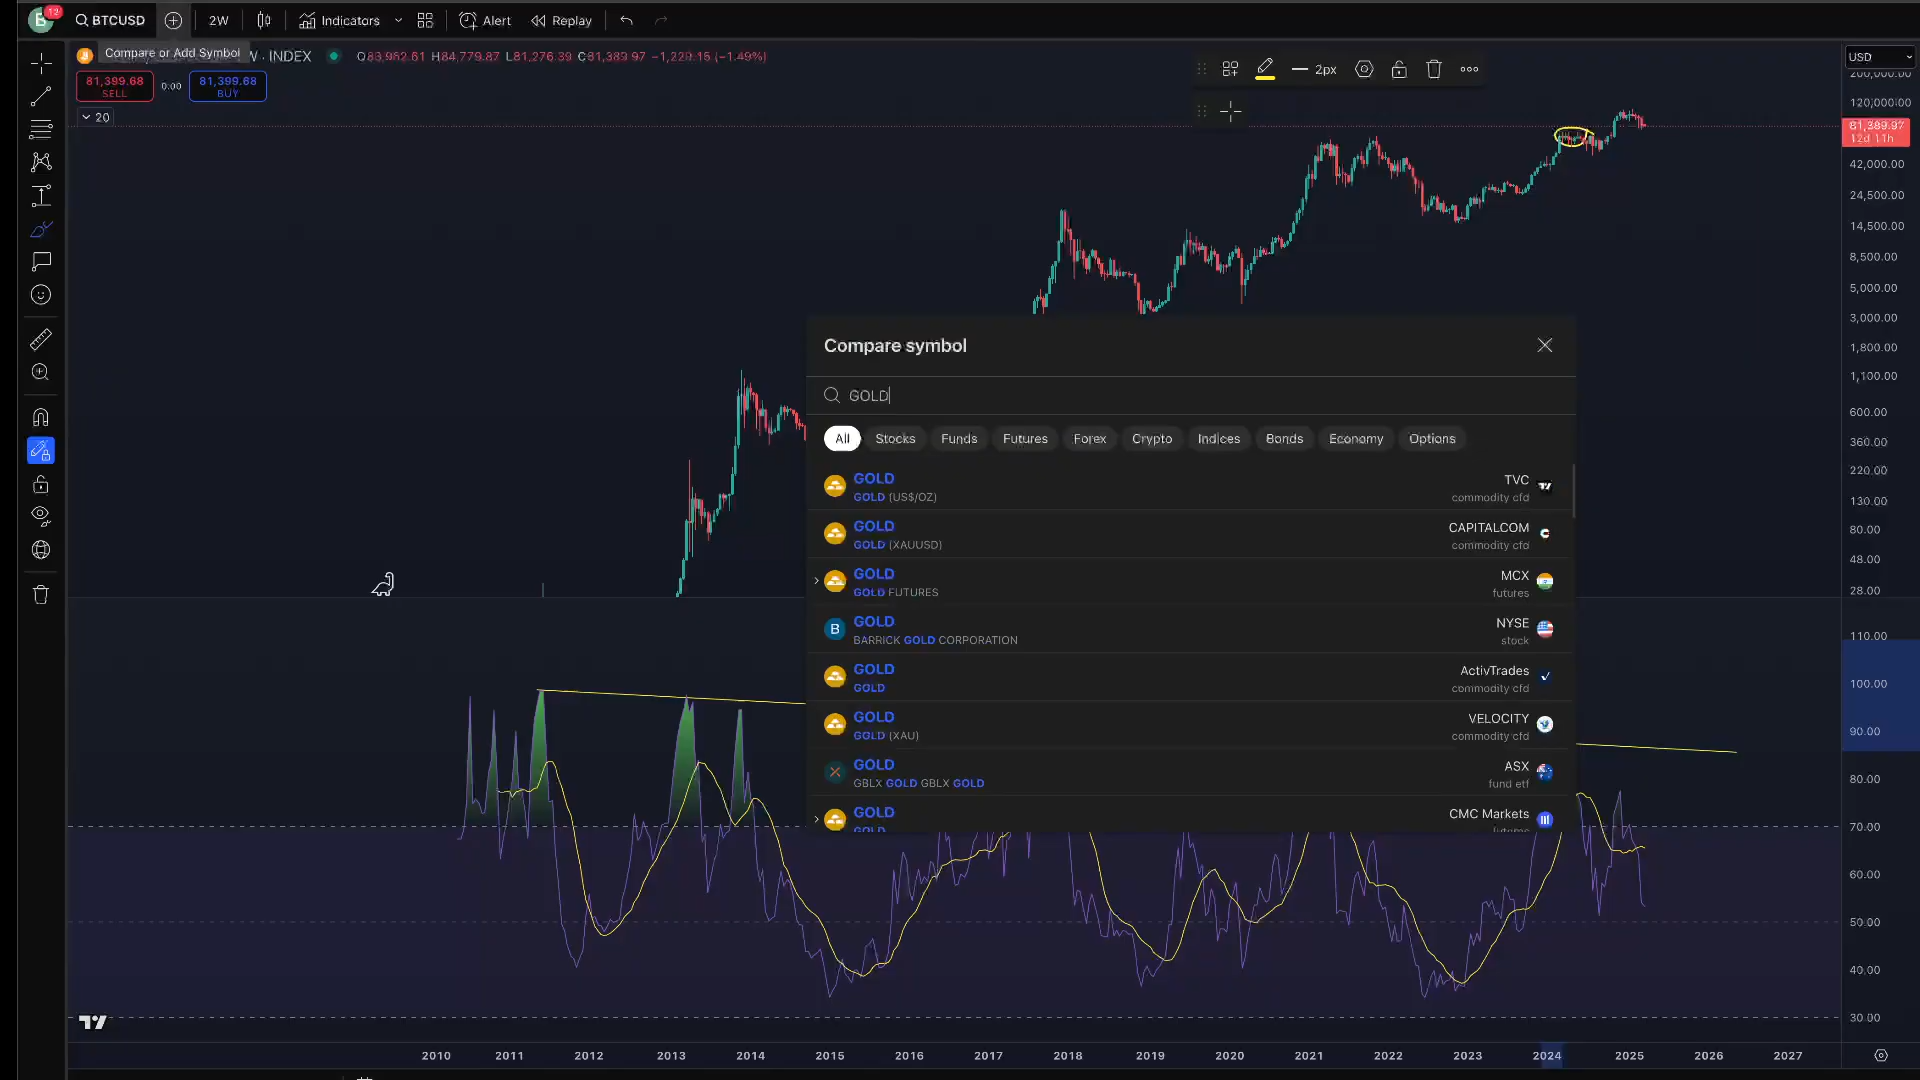 B
12
BTCUSD
2W
Indicators
Alert
Replay
Compare or Add Symbol
INDEX
O83,962.61 H84,779.87 L81,276.39 C81,389.97 −1,229.15 (−1.49%)
81,399.68
SELL
0.00
81,399.68
BUY
20
2px
USD
200,000.00
120,000.00
81,389.97
12d 11h
42,000.00
24,500.00
14,500.00
8,500.00
5,000.00
3,000.00
1,800.00
1,100.00
600.00
360.00
220.00
130.00
80.00
48.00
28.00
Compare symbol
GOLD
All
Stocks
Funds
Futures
Forex
Crypto
Indices
Bonds
Economy
Options
GOLD
GOLD (US$/OZ)
TVC
commodity cfd
GOLD
GOLD (XAUUSD)
CAPITALCOM
commodity cfd
GOLD
GOLD FUTURES
MCX
futures
B
GOLD
BARRICK GOLD CORPORATION
NYSE
stock
GOLD
GOLD
ActivTrades
commodity cfd
GOLD
GOLD (XAU)
VELOCITY
commodity cfd
GOLD
GBLX GOLD GBLX GOLD
ASX
fund etf
GOLD
GOLD
CMC Markets
futures
110.00
100.00
90.00
80.00
70.00
60.00
50.00
40.00
30.00
2010
2011
2012
2013
2014
2015
2016
2017
2018
2019
2020
2021
2022
2023
2024
2025
2026
2027